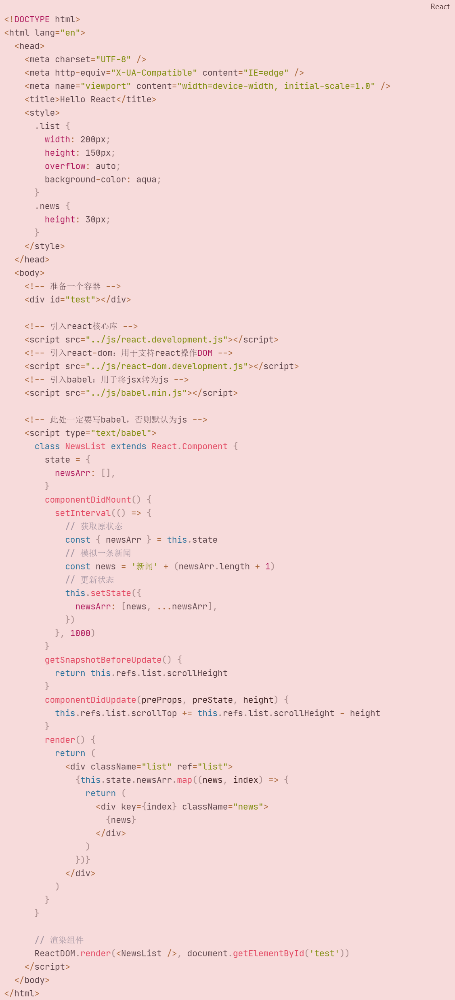 React
<!DOCTYPE html>
<html lang="en">
  <head>
    <meta charset="UTF-8" />
    <meta http-equiv="X-UA-Compatible" content="IE=edge" />
    <meta name="viewport" content="width=device-width, initial-scale=1.0" />
    <title>Hello React</title>
    <style>
      .list {
        width: 200px;
        height: 150px;
        overflow: auto;
        background-color: aqua;
      }
      .news {
        height: 30px;
      }
    </style>
  </head>
  <body>
    <!-- 准备一个容器 -->
    <div id="test"></div>

    <!-- 引入react核心库 -->
    <script src="../js/react.development.js"></script>
    <!-- 引入react-dom：用于支持react操作DOM -->
    <script src="../js/react-dom.development.js"></script>
    <!-- 引入babel：用于将jsx转为js -->
    <script src="../js/babel.min.js"></script>

    <!-- 此处一定要写babel，否则默认为js -->
    <script type="text/babel">
      class NewsList extends React.Component {
        state = {
          newsArr: [],
        }
        componentDidMount() {
          setInterval(() => {
            // 获取原状态
            const { newsArr } = this.state
            // 模拟一条新闻
            const news = '新闻' + (newsArr.length + 1)
            // 更新状态
            this.setState({
              newsArr: [news, ...newsArr],
            })
          }, 1000)
        }
        getSnapshotBeforeUpdate() {
          return this.refs.list.scrollHeight
        }
        componentDidUpdate(preProps, preState, height) {
          this.refs.list.scrollTop += this.refs.list.scrollHeight - height
        }
        render() {
          return (
            <div className="list" ref="list">
              {this.state.newsArr.map((news, index) => {
                return (
                  <div key={index} className="news">
                    {news}
                  </div>
                )
              })}
            </div>
          )
        }
      }

      // 渲染组件
      ReactDOM.render(<NewsList />, document.getElementById('test'))
    </script>
  </body>
</html>